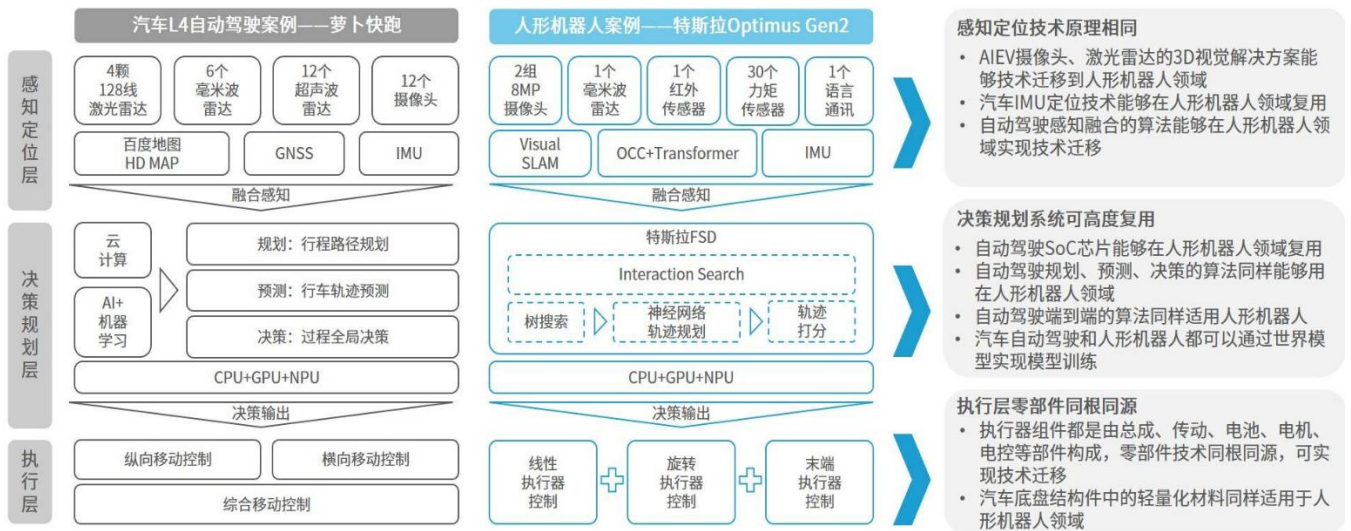 汽车L4自动驾驶案例——萝卜快跑
人形机器人案例——特斯拉Optimus Gen2
感知定位层
4颗
128线
激光雷达
6个
毫米波
雷达
12个
超声波
雷达
12个
摄像头
百度地图
HD MAP
GNSS
IMU
融合感知
2组
8MP
摄像头
1个
毫米波
雷达
1个
红外
传感器
30个
力矩
传感器
1个
语言
通讯
Visual
SLAM
OCC+Transformer
IMU
融合感知
感知定位技术原理相同
• AIEV摄像头、激光雷达的3D视觉解决方案能
够技术迁移到人形机器人领域
• 汽车IMU定位技术能够在人形机器人领域复用
• 自动驾驶感知融合的算法能够在人形机器人领
域实现技术迁移
决策规划层
云
计算
AI+
机器
学习
规划：行程路径规划
预测：行车轨迹预测
决策：过程全局决策
CPU+GPU+NPU
决策输出
特斯拉FSD
Interaction Search
树搜索
神经网络
轨迹规划
轨迹
打分
CPU+GPU+NPU
决策输出
决策规划系统可高度复用
• 自动驾驶SoC芯片能够在人形机器人领域复用
• 自动驾驶规划、预测、决策的算法同样能够用
在人形机器人领域
• 自动驾驶端到端的算法同样适用人形机器人
• 汽车自动驾驶和人形机器人都可以通过世界模
型实现模型训练
执行层
纵向移动控制
横向移动控制
综合移动控制
线性
执行器
控制
旋转
执行器
控制
末端
执行器
控制
执行层零部件同根同源
• 执行器组件都是由总成、传动、电池、电机、
电控等部件构成，零部件技术同根同源，可实
现技术迁移
• 汽车底盘结构件中的轻量化材料同样适用于人
形机器人领域